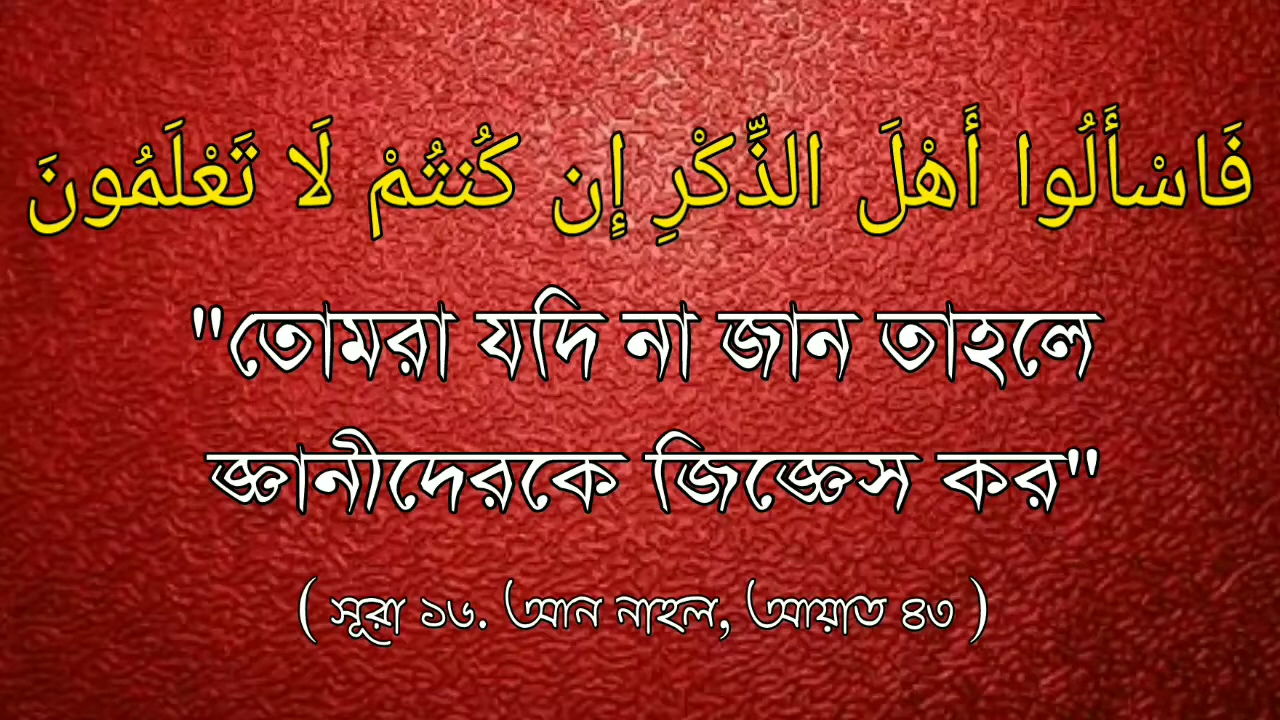 فَاسْأَلُوا أَهْلَ الذِّكْرِ إِن كُنتُمْ لَا تَعْلَمُونَ
"তোমরা যদি না জান তাহলে
জ্ঞানীদেরকে জিজ্ঞেস কর"
( সূরা ১৬. আন নাহল, আয়াত ৪৩ )